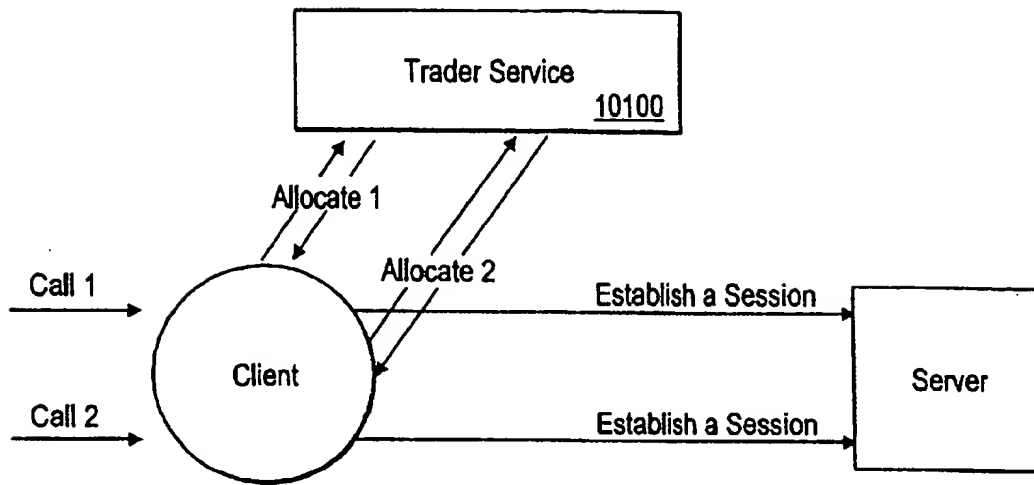 Trader Service
10100
Allocate 1
Allocate 2
Call 1
Establish a Session
Client
Server
Call 2
Establish a Session